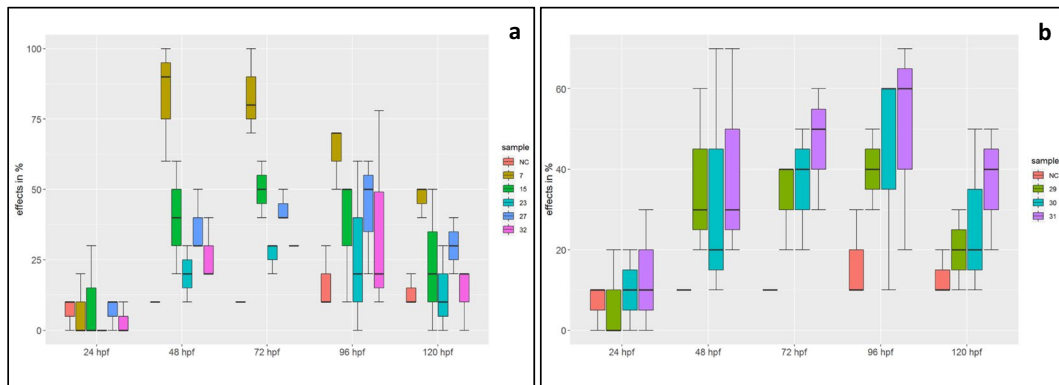 a
100
75
50
25
0
effects in %
24 hpf
48 hpf
72 hpf
96 hpf
120 hpf
sample
NC
7
15
23
27
32
b
60
40
20
0
effects in %
24 hpf
48 hpf
72 hpf
96 hpf
120 hpf
sample
NC
29
30
31